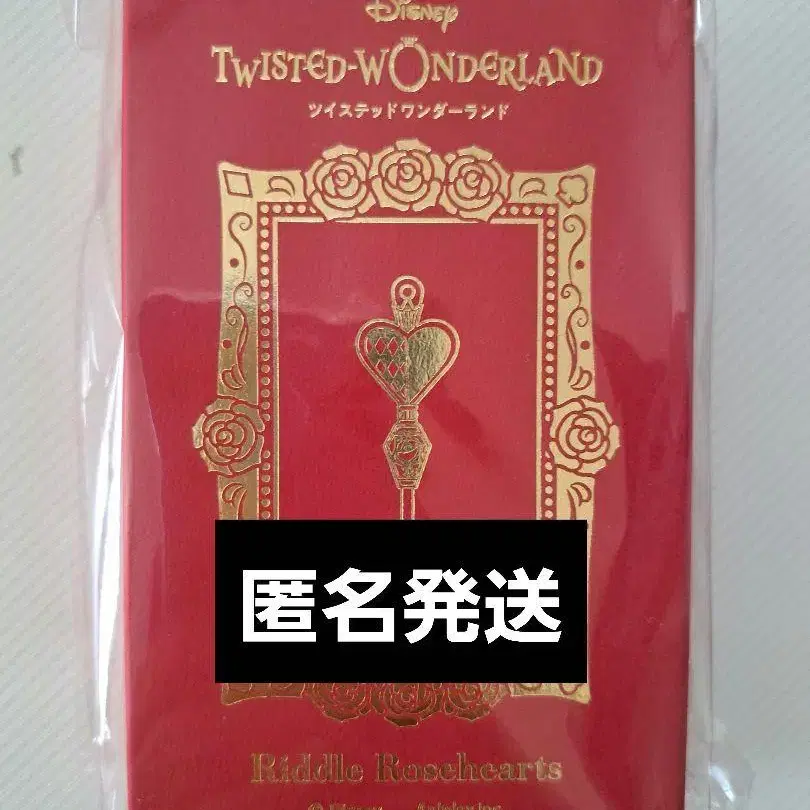 Disney
TWISTED-WONDERLAND
ツイステッドワンダーランド
匿名発送
Riddle Rosehearts